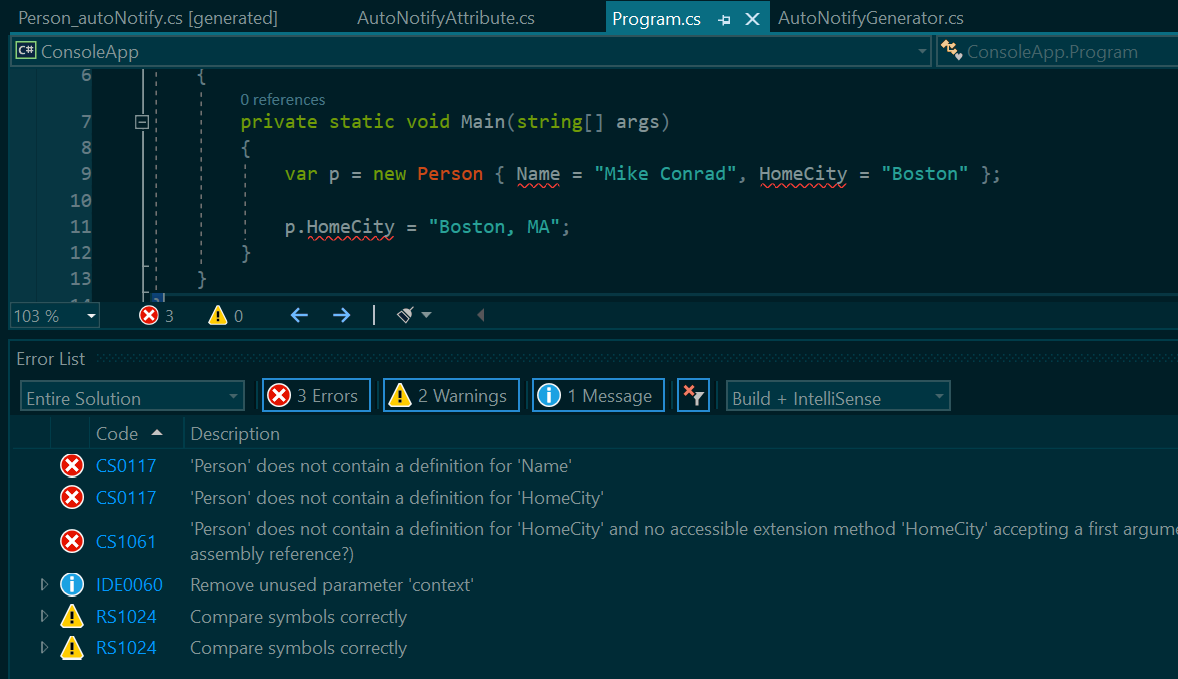 Person_autoNotify.cs [generated] AutoNotifyAttribute.cs Program.cs AutoNotifyGenerator.cs
C# ConsoleApp ConsoleApp.Program
6 {
0 references
7 private static void Main(string[] args)
8 {
9 var p = new Person { Name = "Mike Conrad", HomeCity = "Boston" };
10
11 p.HomeCity = "Boston, MA";
12 }
13 }
14 }
103 % 3 0
Error List
Entire Solution 3 Errors 2 Warnings 1 Message Build + IntelliSense
Code Description
CS0117 'Person' does not contain a definition for 'Name'
CS0117 'Person' does not contain a definition for 'HomeCity'
CS1061 'Person' does not contain a definition for 'HomeCity' and no accessible extension method 'HomeCity' accepting a first
assembly reference?)
IDE0060 Remove unused parameter 'context'
RS1024 Compare symbols correctly
RS1024 Compare symbols correctly